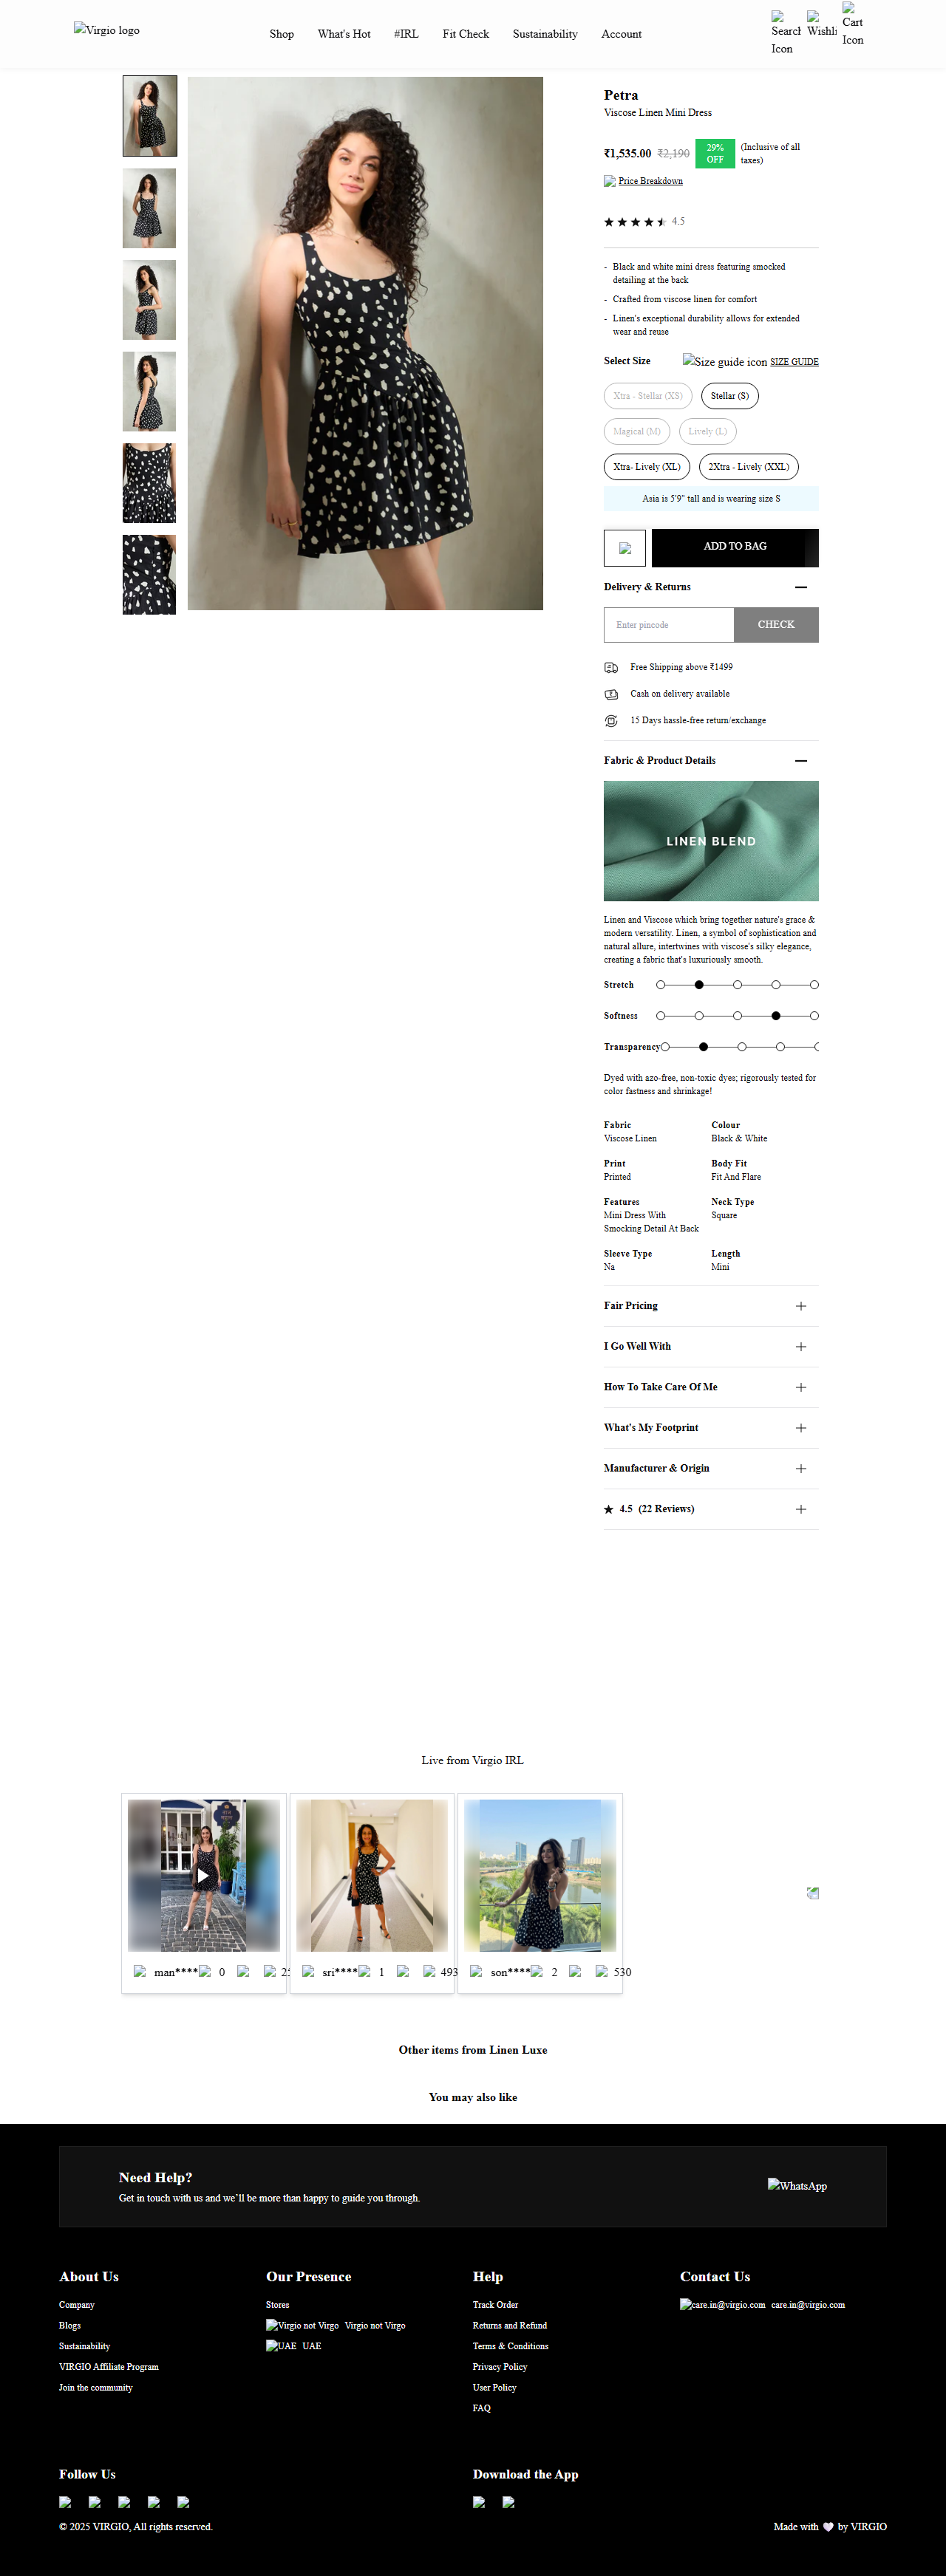 Virgio logo
Shop
What's Hot
#IRL
Fit Check
Sustainability
Account
Search
Icon
Wishli
Cart
Icon
Petra
Viscose Linen Mini Dress
₹1,535.00 ₹2,190 29% OFF (Inclusive of all taxes)
Price Breakdown
4.5
- Black and white mini dress featuring smocked
detailing at the back
- Crafted from viscose linen for comfort
- Linen's exceptional durability allows for extended
wear and reuse
Select Size
Size guide icon SIZE GUIDE
Xtra - Stellar (XS)
Stellar (S)
Magical (M)
Lively (L)
Xtra- Lively (XL)
2Xtra - Lively (XXL)
Asia is 5'9" tall and is wearing size S
ADD TO BAG
Delivery & Returns
Enter pincode
CHECK
Free Shipping above ₹1499
Cash on delivery available
15 Days hassle-free return/exchange
Fabric & Product Details
LINEN BLEND
Linen and Viscose which bring together nature's grace &
modern versatility. Linen, a symbol of sophistication and
natural allure, intertwines with viscose's silky elegance,
creating a fabric that's luxuriously smooth.
Stretch
Softness
Transparency
Dyed with azo-free, non-toxic dyes; rigorously tested for
color fastness and shrinkage!
Fabric
Viscose Linen
Colour
Black & White
Print
Printed
Body Fit
Fit And Flare
Features
Mini Dress With
Smocking Detail At Back
Neck Type
Square
Sleeve Type
Na
Length
Mini
Fair Pricing
I Go Well With
How To Take Care Of Me
What's My Footprint
Manufacturer & Origin
4.5 (22 Reviews)
Live from Virgio IRL
man**** 0
sri**** 1 493
son**** 2 530
Other items from Linen Luxe
You may also like
Need Help?
Get in touch with us and we’ll be more than happy to guide you through.
WhatsApp
About Us
Company
Blogs
Sustainability
VIRGIO Affiliate Program
Join the community
Our Presence
Stores
Virgio not Virgo Virgio not Virgo
UAE UAE
Help
Track Order
Returns and Refund
Terms & Conditions
Privacy Policy
User Policy
FAQ
Contact Us
care.in@virgio.com care.in@virgio.com
Follow Us
Download the App
© 2025 VIRGIO, All rights reserved.
Made with 🤍 by VIRGIO